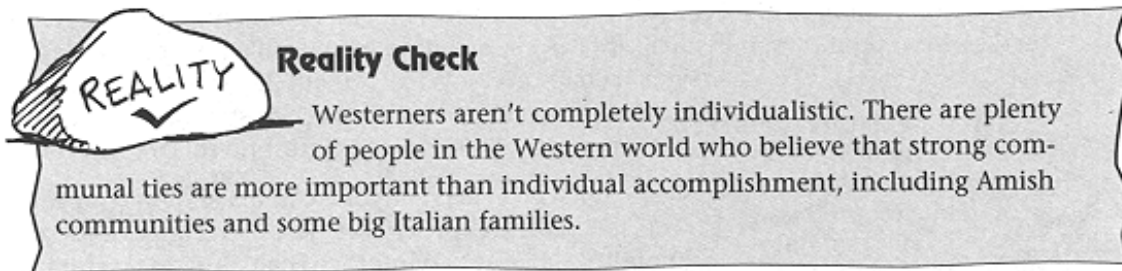 REALITY
Reality Check
Westerners aren't completely individualistic. There are plenty
of people in the Western world who believe that strong com-
munal ties are more important than individual accomplishment, including Amish
communities and some big Italian families.